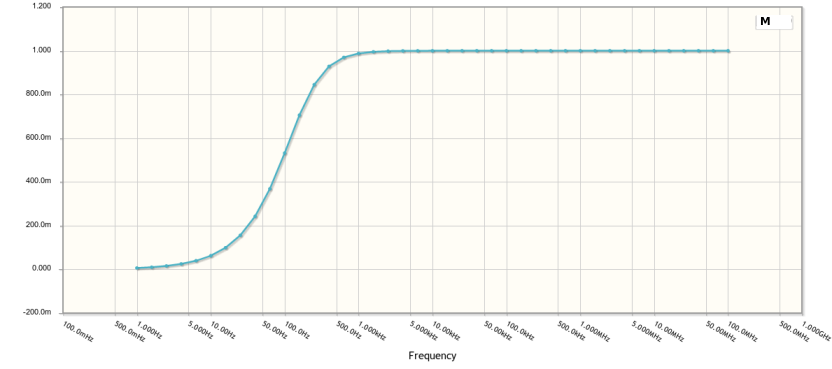 1.200
M
1.000
800.0m
600.0m
400.0m
200.0m
0.000
-200.0m
100.0mHz
500.0mHz
1.000Hz
5.000Hz
10.00Hz
50.00Hz
100.0Hz
500.0Hz
1.000kHz
5.000kHz
10.00kHz
50.00kHz
100.0kHz
500.0kHz
1.000MHz
5.000MHz
10.00MHz
50.00MHz
100.0MHz
500.0MHz
1.000GHz
Frequency